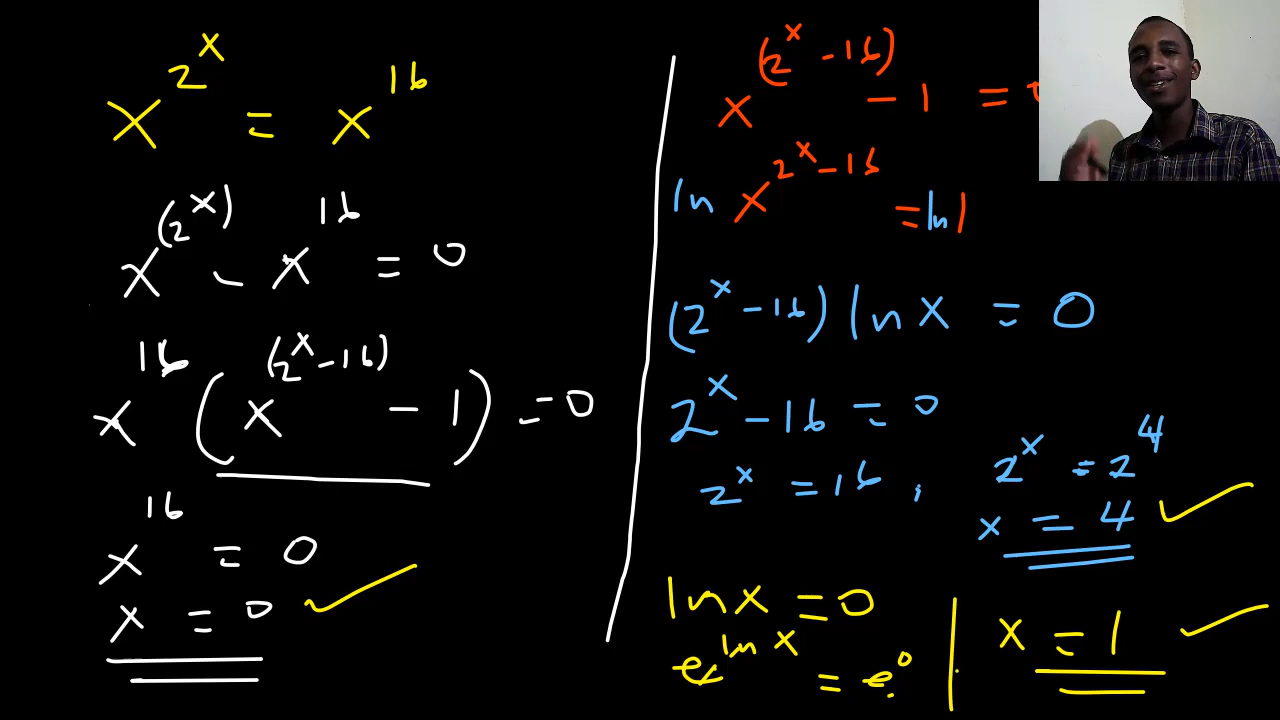 x^2^x = x^16
x^(2^x) - x^16 = 0
x^16 (x^(2^x - 16) - 1) = 0
x^16 = 0
x = 0 ✓
x^(2^x - 16) - 1 = 0
ln x^2^x - 16 = ln 1
(2^x - 16) ln x = 0
2^x - 16 = 0
2^x = 16 , 2^x = 2^4
x = 4 ✓
ln x = 0
e^ln x = e^0 | x = 1 ✓